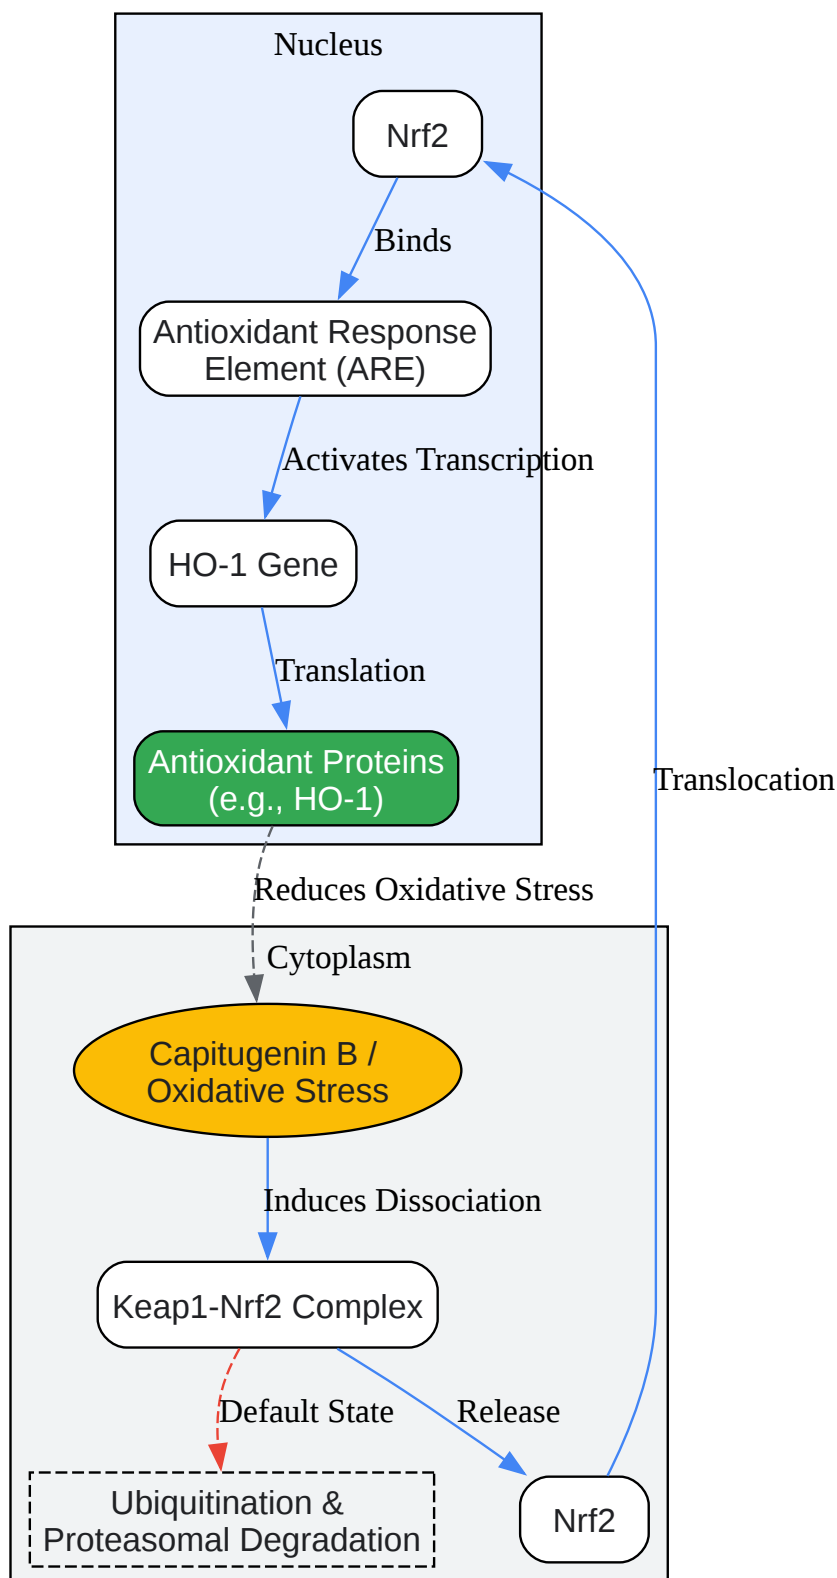 Nucleus
Nrf2
Binds
Antioxidant Response
Element (ARE)
Activates Transcription
HO-1 Gene
Translation
Antioxidant Proteins
(e.g., HO-1)
Translocation
Reduces Oxidative Stress
Cytoplasm
Capitugenin B /
Oxidative Stress
Induces Dissociation
Keap1-Nrf2 Complex
Default State
Release
Ubiquitination &
Proteasomal Degradation
Nrf2